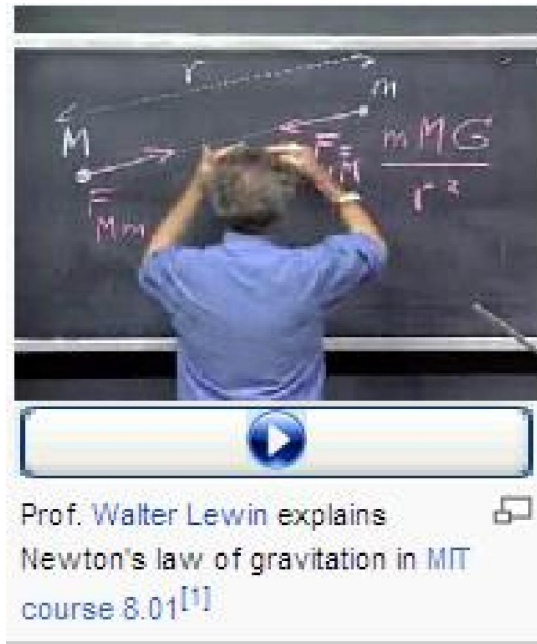 r
M
m
F Mm
F M
mMG
r²
Prof. Walter Lewin explains
Newton's law of gravitation in MIT
course 8.01[1]